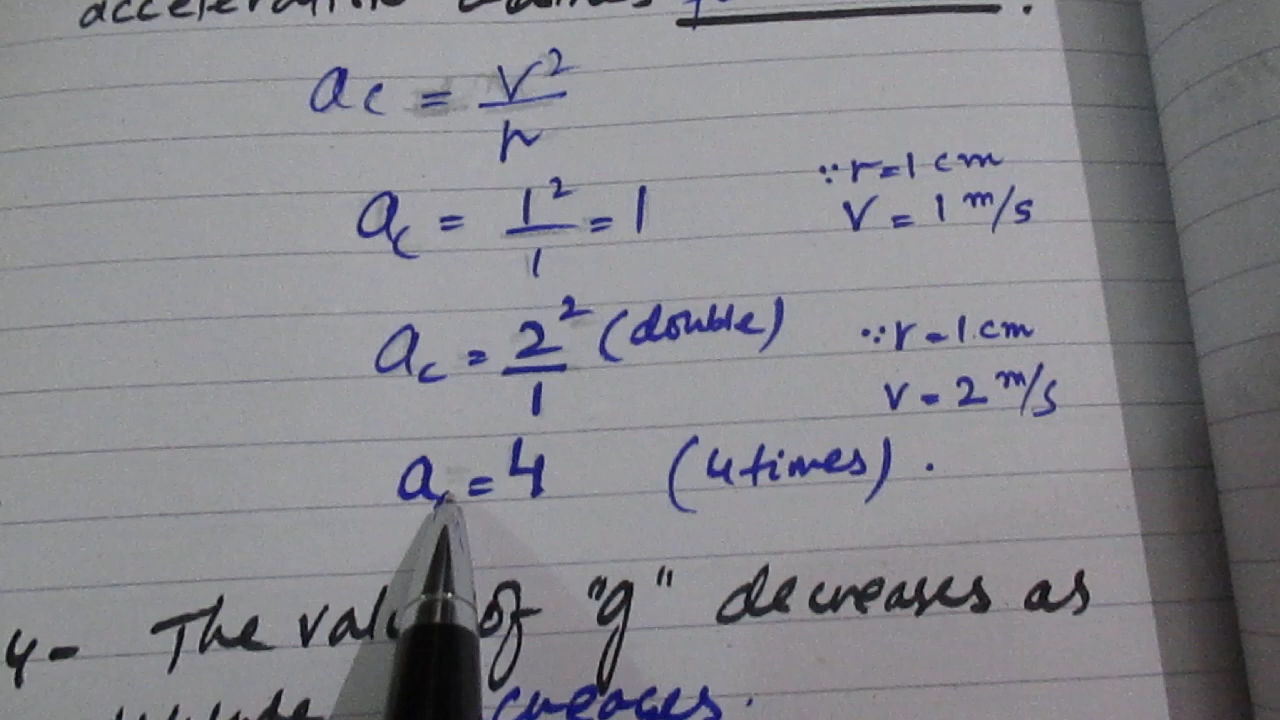 ac = v²/r
ac = 1²/1 = 1 ∵ r=1 cm
V = 1 m/s
ac = 2²/1 (double) ∵ r=1 cm
v = 2 m/s
ac = 4 (4 times).
4- The of "g" decreases as